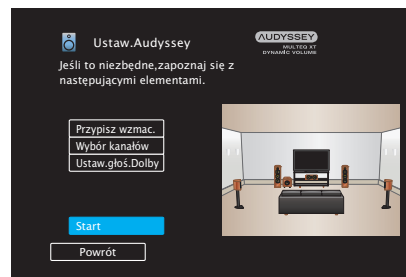 Ustaw.Audyssey
AUDYSSEY
MULTEQ XT
DYNAMIC VOLUME
Jeśli to niezbędne,zapoznaj się z
następującymi elementami.
Przypisz wzmac.
Wybór kanałów
Ustaw.głoś.Dolby
Start
Powrót